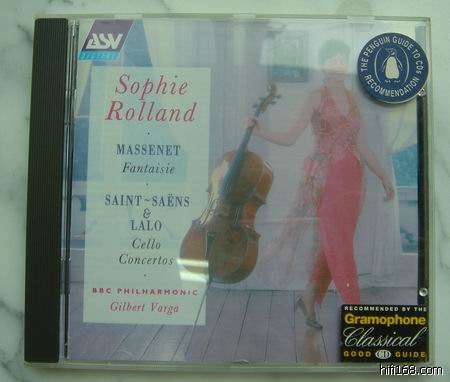 ASV
DIGITAL
Sophie
Rolland
·
MASSENET
Fantaisie
·
SAINT~SAËNS
&
LALO
Cello
Concertos
·
BBC PHILHARMONIC
Gilbert Varga
THE PENGUIN GUIDE TO CDS
RECOMMENDATION
RECOMMENDED BY THE
Gramophone
Classical
GOOD CD GUIDE
hifi168.com